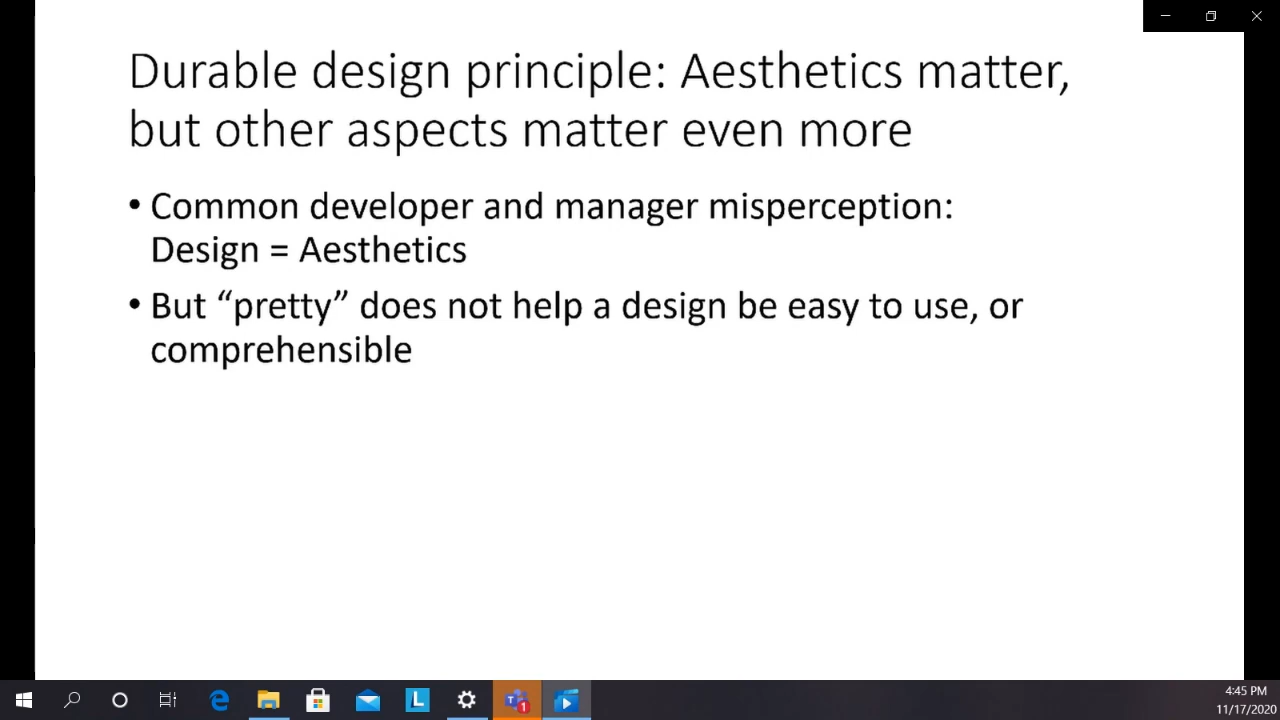 Durable design principle: Aesthetics matter,
but other aspects matter even more
• Common developer and manager misperception:
Design = Aesthetics
• But “pretty” does not help a design be easy to use, or
comprehensible
L
T
1
4:45 PM
11/17/2020